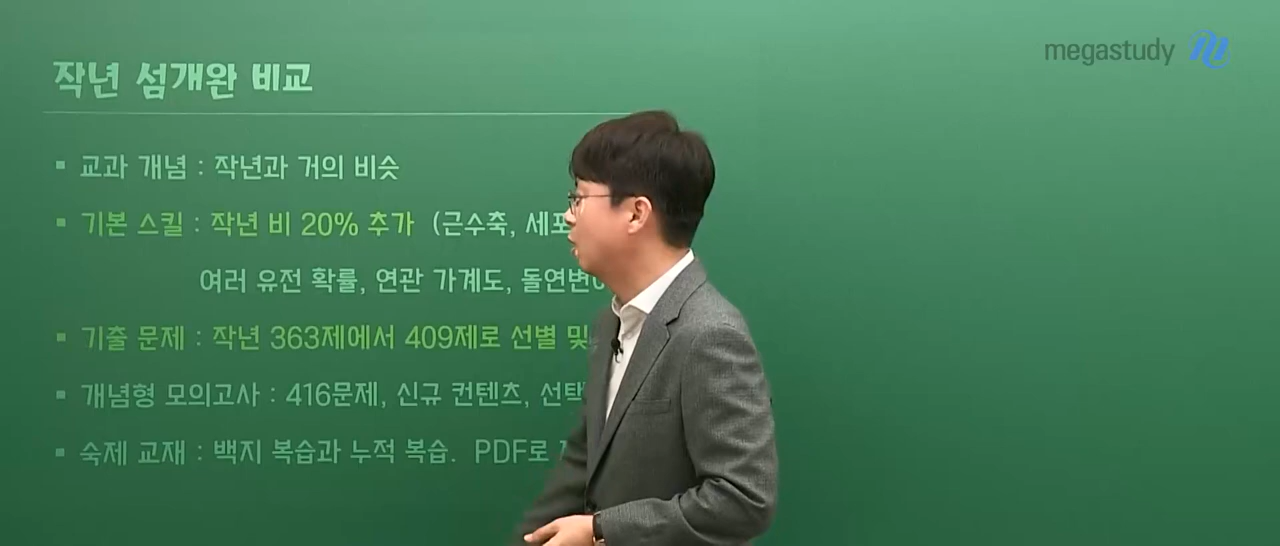 megastudy
작년 섬개완 비교
▪ 교과 개념 : 작년과 거의 비슷
▪ 기본 스킬 : 작년 비 20% 추가 (근수축, 세포
여러 유전 확률, 연관 가계도, 돌연변이
▪ 기출 문제 : 작년 363제에서 409제로 선별 및
▪ 개념형 모의고사 : 416문제, 신규 컨텐츠, 선택
▪ 숙제 교재 : 백지 복습과 누적 복습. PDF로